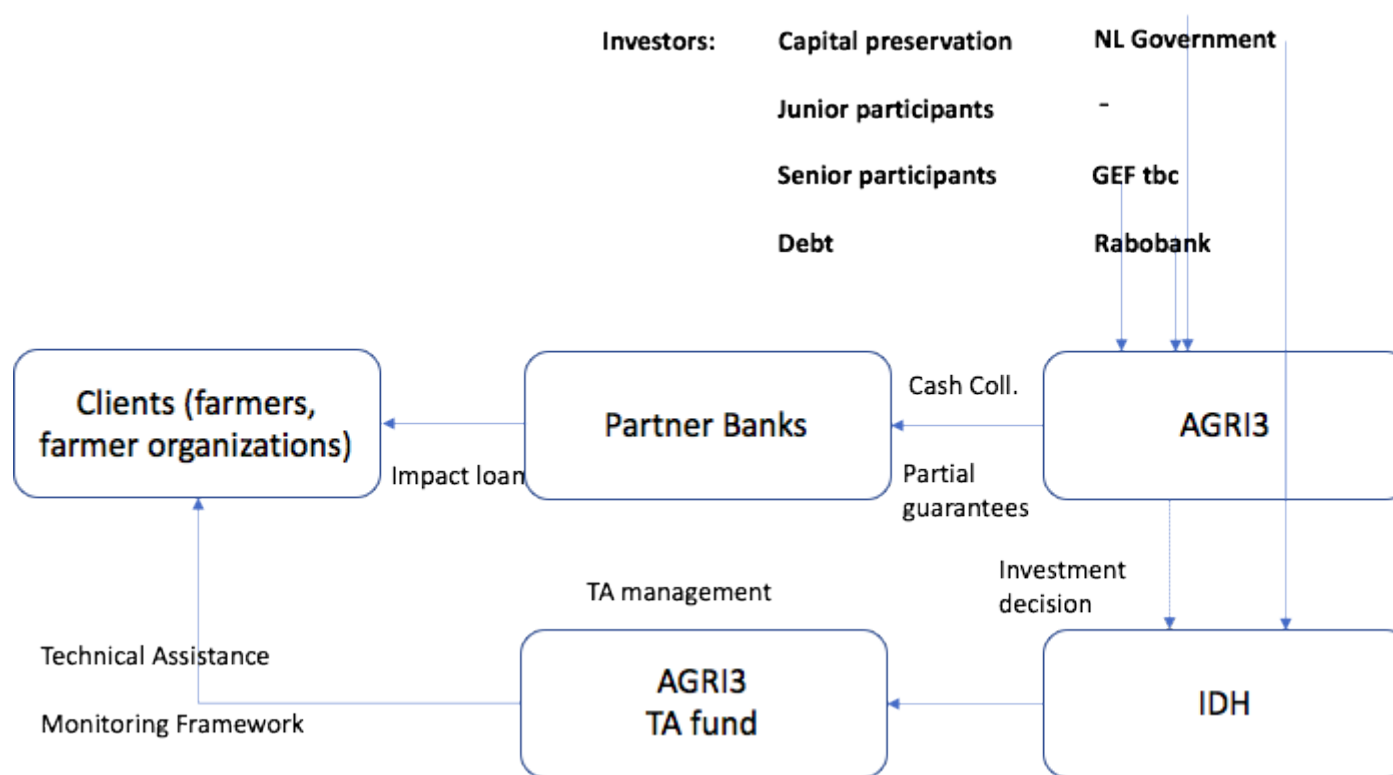 Investors: Capital preservation NL Government
Junior participants -
Senior participants GEF tbc
Debt Rabobank
Clients (farmers,
farmer organizations)
Impact loan
Partner Banks
Cash Coll.
Partial
guarantees
AGRI3
Investment
decision
TA management
Technical Assistance
Monitoring Framework
AGRI3
TA fund
IDH